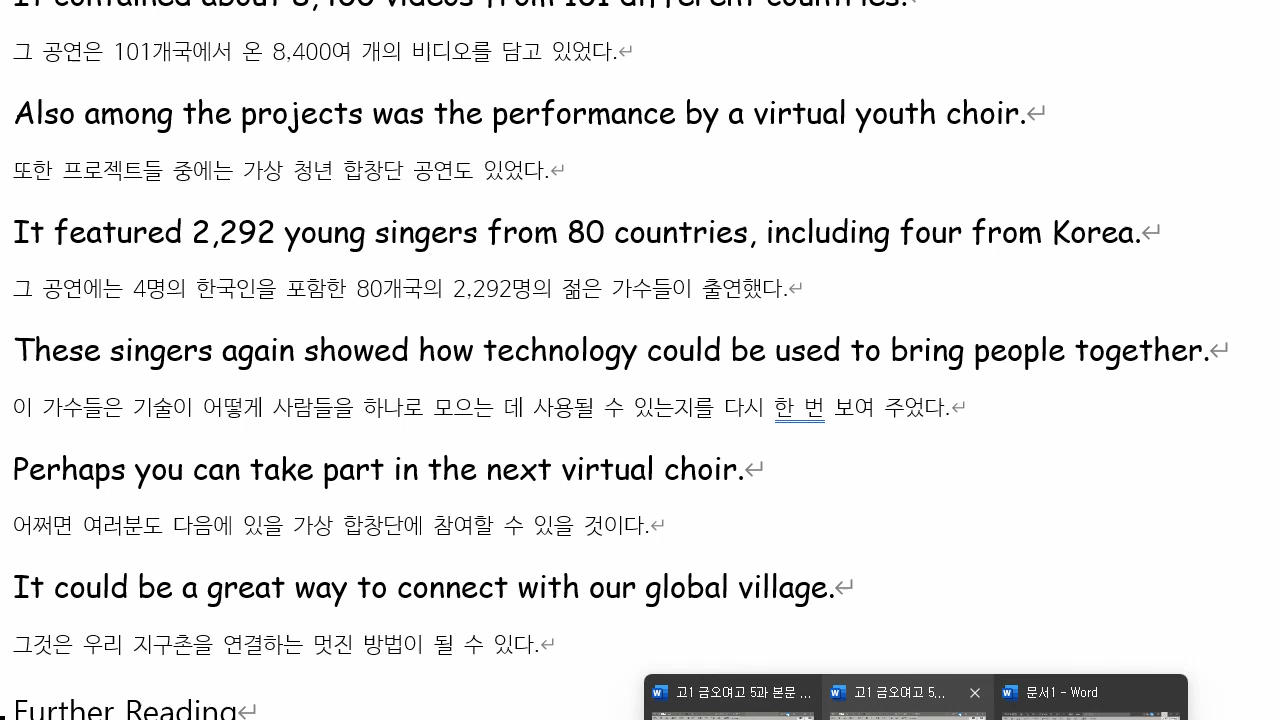 It contained about 8,400 videos from 101 different countries.
그 공연은 101개국에서 온 8,400여 개의 비디오를 담고 있었다.
Also among the projects was the performance by a virtual youth choir.
또한 프로젝트들 중에는 가상 청년 합창단 공연도 있었다.
It featured 2,292 young singers from 80 countries, including four from Korea.
그 공연에는 4명의 한국인을 포함한 80개국의 2,292명의 젊은 가수들이 출연했다.
These singers again showed how technology could be used to bring people together.
이 가수들은 기술이 어떻게 사람들을 하나로 모으는 데 사용될 수 있는지를 다시 한 번 보여 주었다.
Perhaps you can take part in the next virtual choir.
어쩌면 여러분도 다음에 있을 가상 합창단에 참여할 수 있을 것이다.
It could be a great way to connect with our global village.
그것은 우리 지구촌을 연결하는 멋진 방법이 될 수 있다.
Further Reading
고1 금오여고 5과 본문 ...
고1 금오여고 5...
문서1 - Word